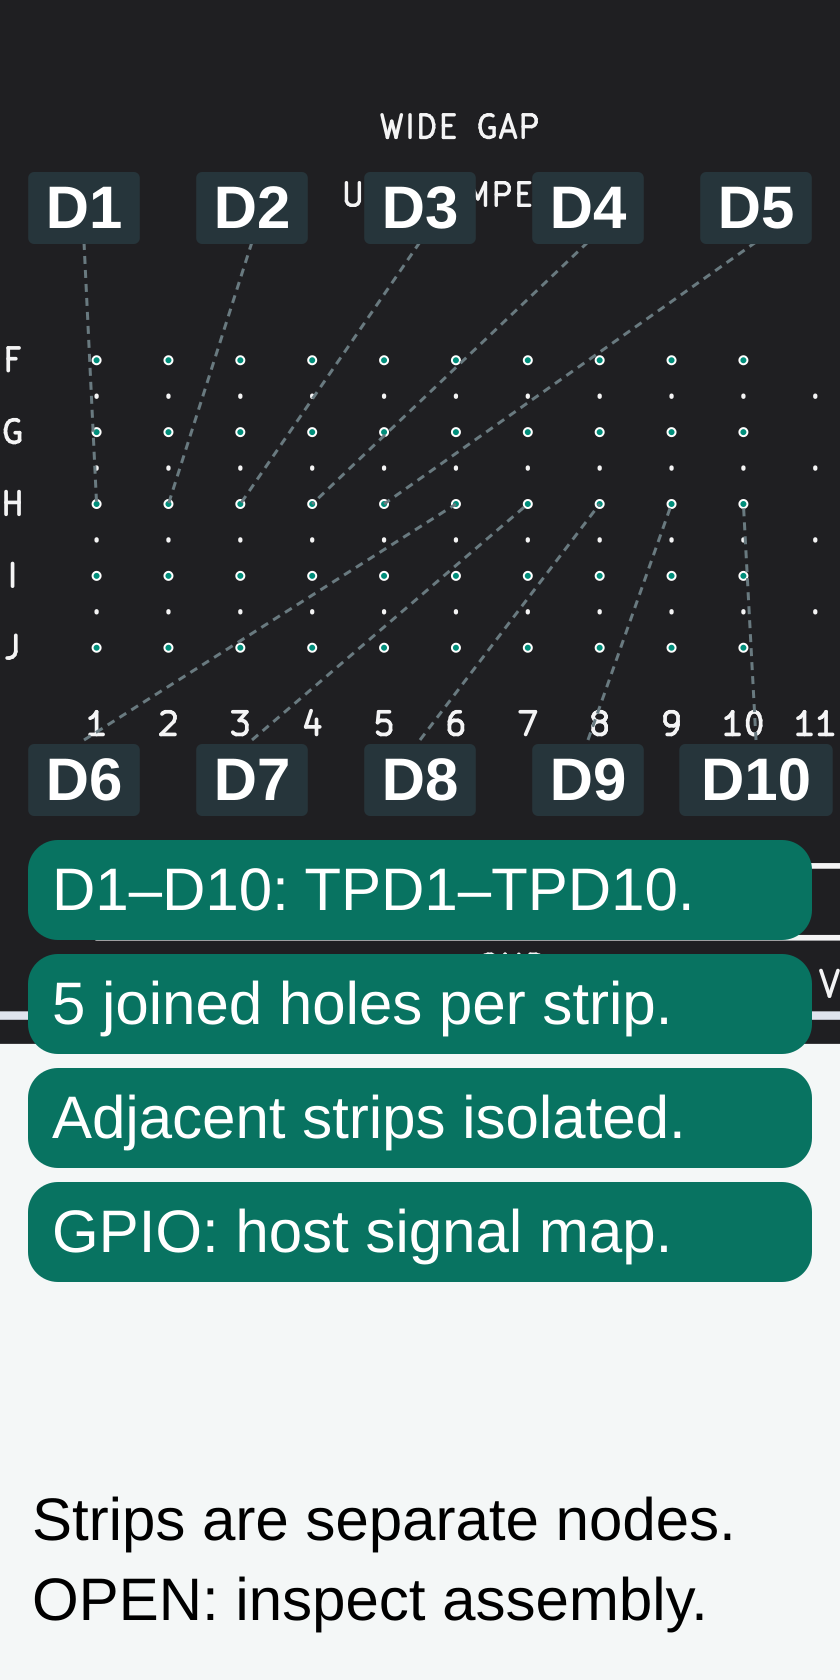 WIDE GAP
D1 D2 D3 D4 D5
F
G
H
I
J
1 2 3 4 5 6 7 8 9 10 11
D6 D7 D8 D9 D10
D1–D10: TPD1–TPD10.
5 joined holes per strip.
V
Adjacent strips isolated.
GPIO: host signal map.
Strips are separate nodes.
OPEN: inspect assembly.